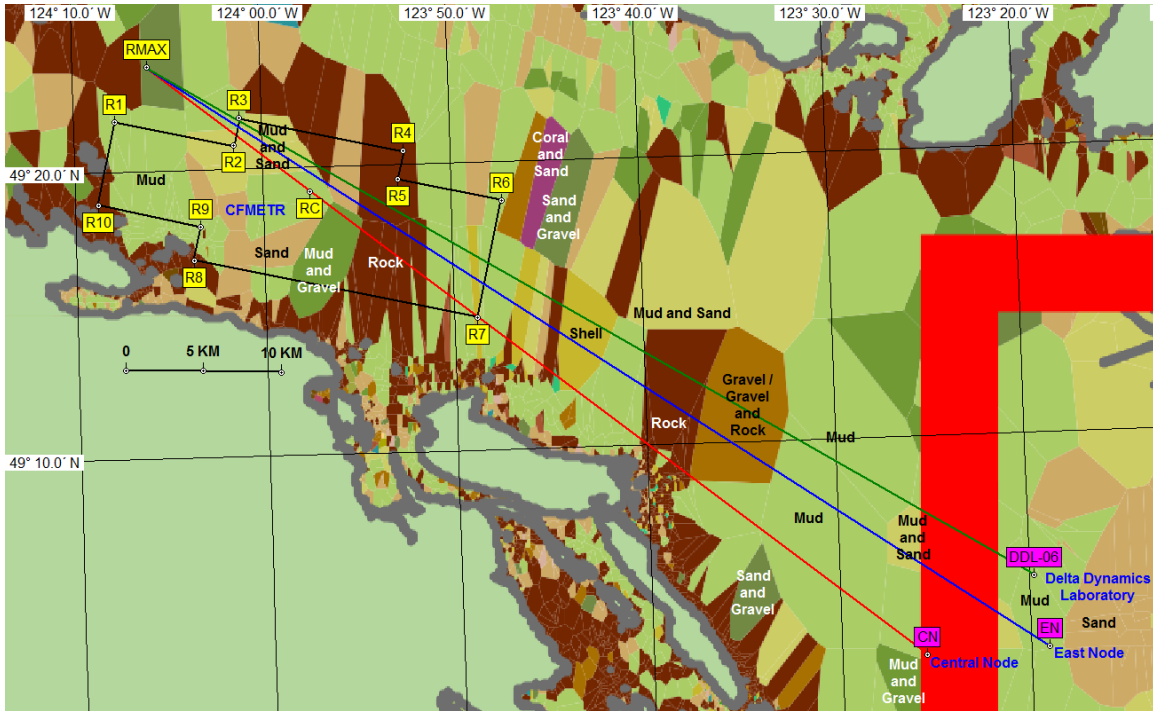 124° 10.0´ W
124° 00.0´ W
123° 50.0´ W
123° 40.0´ W
123° 30.0´ W
123° 20.0´ W
RMAX
R1
R3
R4
Mud
and
Sand
Coral
and
Sand
R2
49° 20.0´ N
Mud
R5
R6
RC
R10
R9
CFMETR
Sand
and
Gravel
Sand
Mud
and
Gravel
Rock
R8
Mud and Sand
R7
Shell
0
5 KM
10 KM
Gravel /
Gravel
and
Rock
Rock
Mud
49° 10.0´ N
Mud
Mud
and
Sand
DDL-06
Delta Dynamics
Laboratory
Sand
and
Gravel
Mud
Sand
CN
EN
Central Node
East Node
Mud
and
Gravel